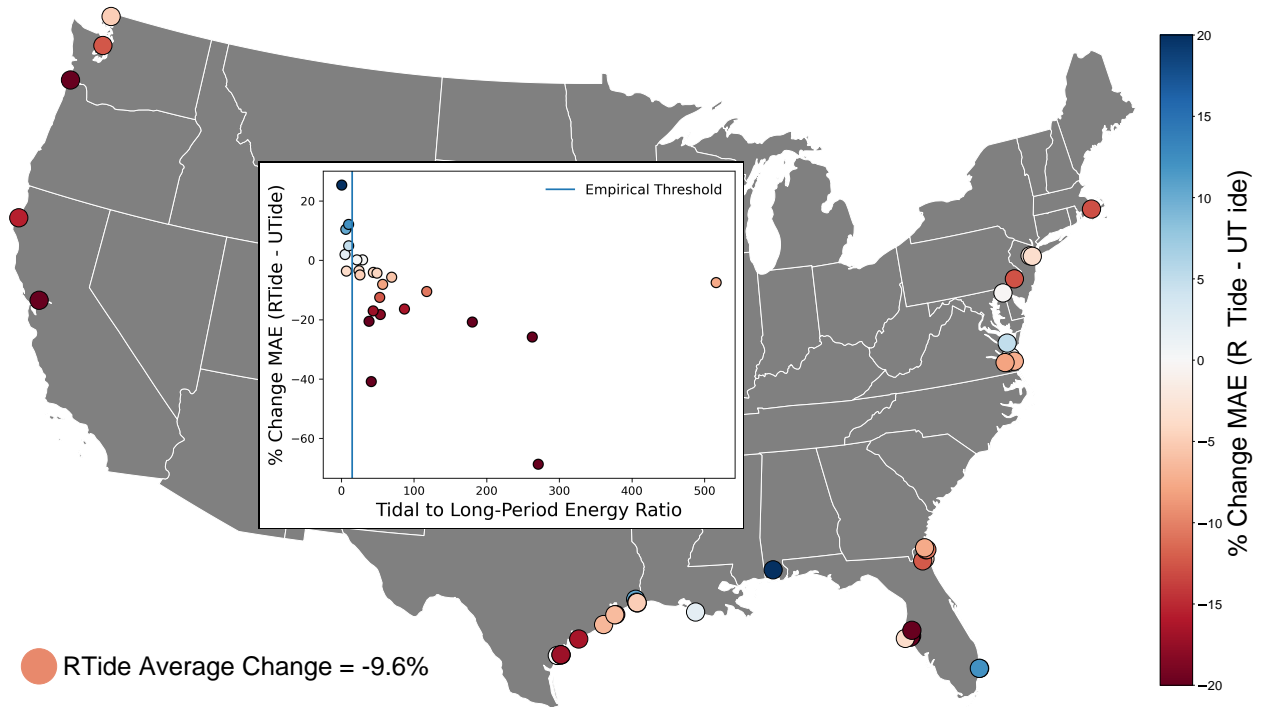 20
15
10
5
0
−5
−10
−15
−20
% Change MAE (R Tide - UT ide)
Empirical Threshold
20
0
−20
−40
−60
% Change MAE (RTide - UTide)
0 100 200 300 400 500
Tidal to Long-Period Energy Ratio
RTide Average Change = -9.6%